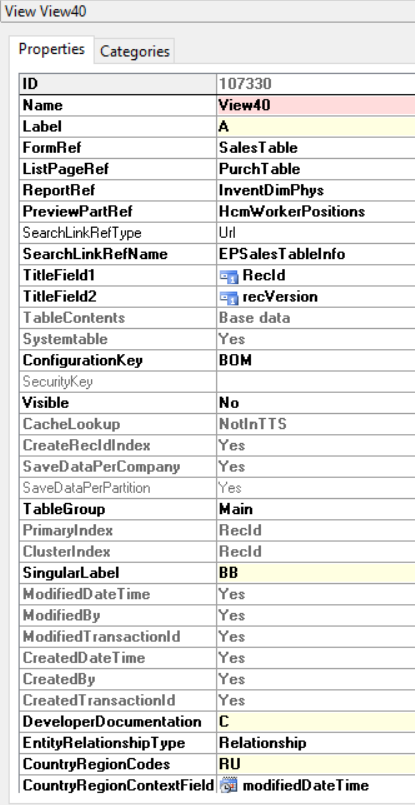 View View40
Properties Categories
ID 107330
Name View40
Label A
FormRef SalesTable
ListPageRef PurchTable
ReportRef InventDimPhys
PreviewPartRef HcmWorkerPositions
SearchLinkRefType Url
SearchLinkRefName EPSalesTableInfo
TitleField1 RecId
TitleField2 recVersion
TableContents Base data
Systemtable Yes
ConfigurationKey BOM
SecurityKey
Visible No
CacheLookup NotInTTS
CreateRecIdIndex Yes
SaveDataPerCompany Yes
SaveDataPerPartition Yes
TableGroup Main
PrimaryIndex RecId
ClusterIndex RecId
SingularLabel BB
ModifiedDateTime Yes
ModifiedBy Yes
ModifiedTransactionId Yes
CreatedDateTime Yes
CreatedBy Yes
CreatedTransactionId Yes
DeveloperDocumentation C
EntityRelationshipType Relationship
CountryRegionCodes RU
CountryRegionContextField modifiedDateTime